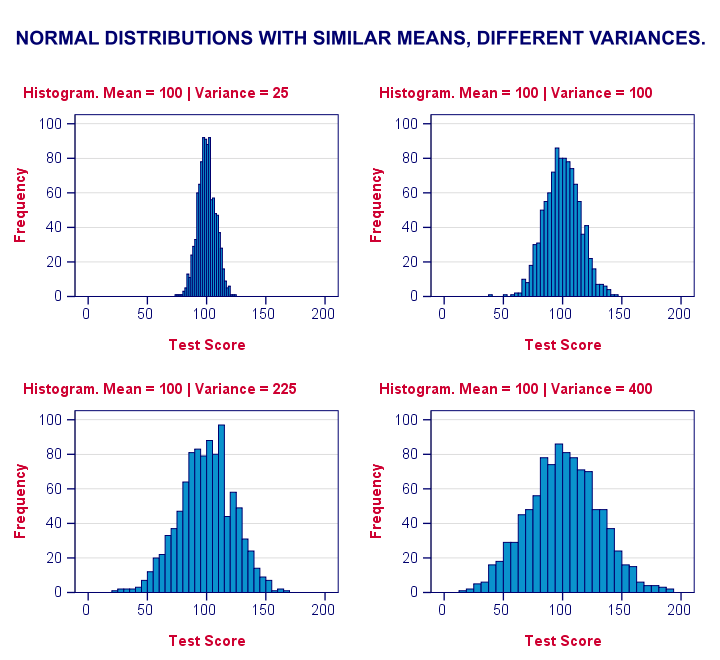 NORMAL DISTRIBUTIONS WITH SIMILAR MEANS, DIFFERENT VARIANCES.
Histogram. Mean = 100 | Variance = 25
100
80
60
40
20
0
Frequency
0 50 100 150 200
Test Score
Histogram. Mean = 100 | Variance = 100
100
80
60
40
20
0
Frequency
0 50 100 150 200
Test Score
Histogram. Mean = 100 | Variance = 225
100
80
60
40
20
0
Frequency
0 50 100 150 200
Test Score
Histogram. Mean = 100 | Variance = 400
100
80
60
40
20
0
Frequency
0 50 100 150 200
Test Score